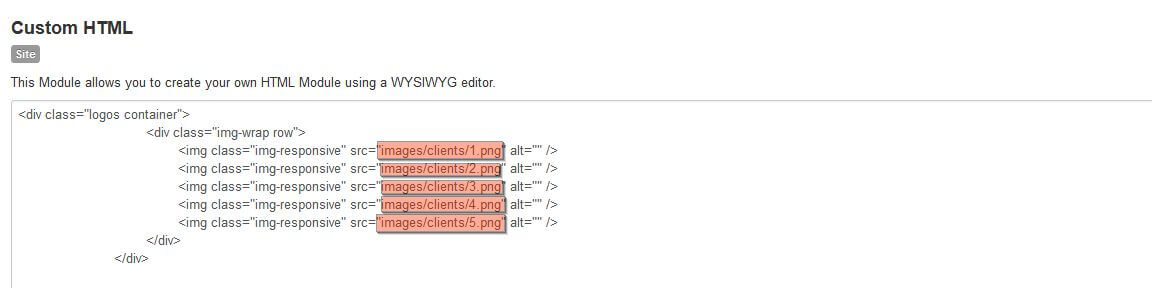 Custom HTML
Site
This Module allows you to create your own HTML Module using a WYSIWYG editor.
<div class="logos container">
<div class="img-wrap row">
<img class="img-responsive" src="images/clients/1.png" alt="" />
<img class="img-responsive" src="images/clients/2.png" alt="" />
<img class="img-responsive" src="images/clients/3.png" alt="" />
<img class="img-responsive" src="images/clients/4.png" alt="" />
<img class="img-responsive" src="images/clients/5.png" alt="" />
</div>
</div>